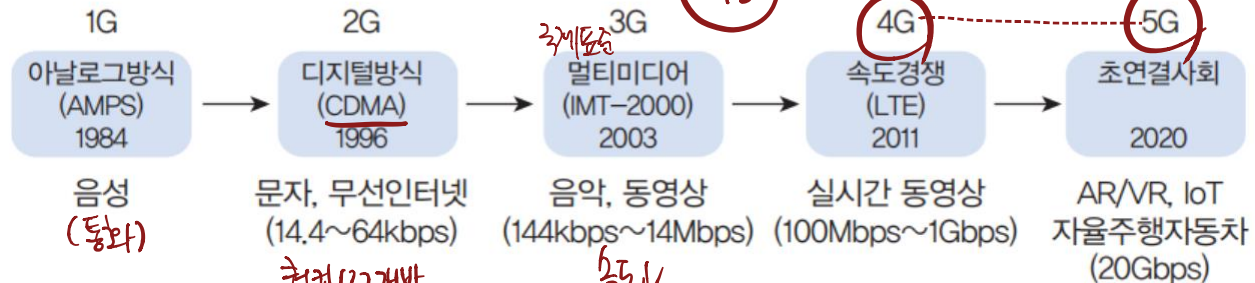 1G
2G
3G
4G
5G
국제표준
아날로그방식
(AMPS)
1984
디지털방식
(CDMA)
1996
멀티미디어
(IMT-2000)
2003
속도경쟁
(LTE)
2011
초연결사회
2020
음성
(통화)
문자, 무선인터넷
(14.4~64kbps)
음악, 동영상
(144kbps~14Mbps)
실시간 동영상
(100Mbps~1Gbps)
AR/VR, IoT
자율주행자동차
(20Gbps)